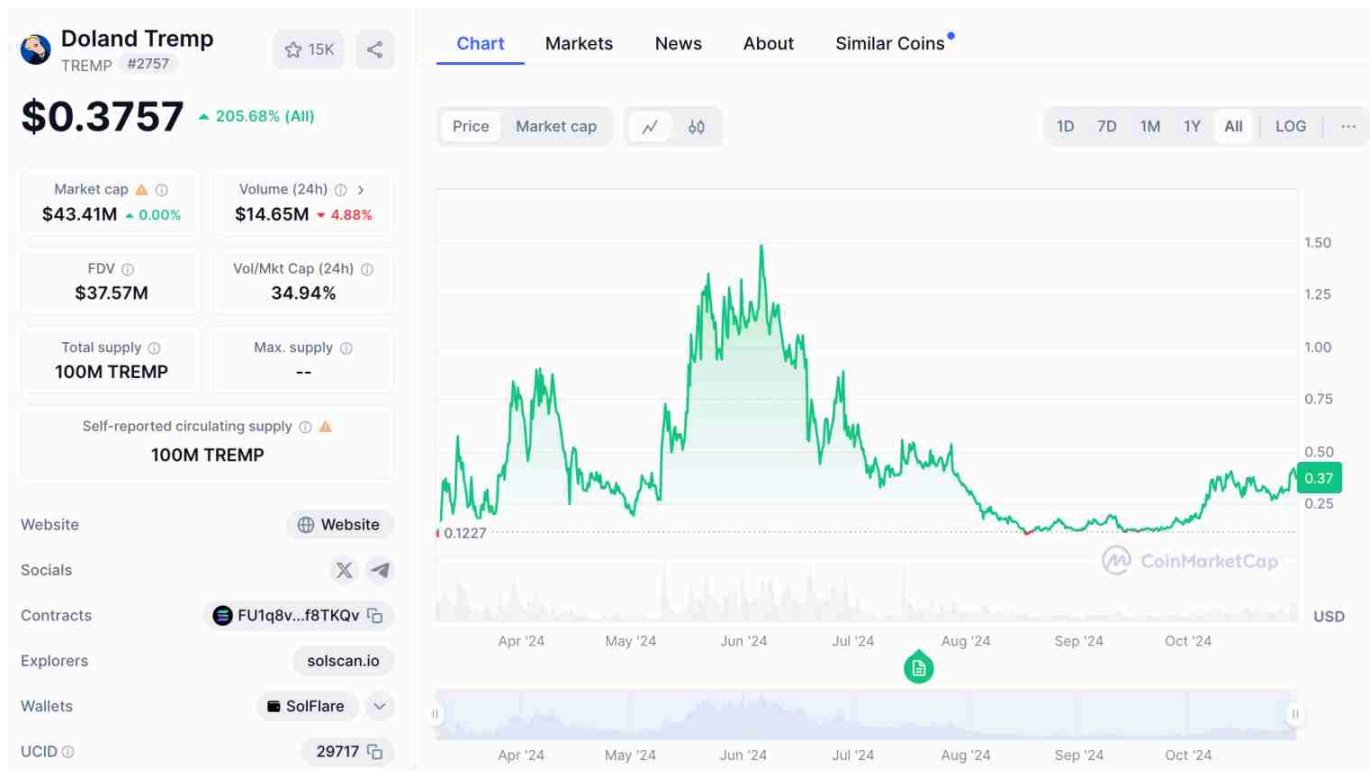 Doland Tremp
TREMP #2757
15K
$0.3757 205.68% (All)
Market cap
$43.41M 0.00%
Volume (24h)
$14.65M 4.88%
FDV
$37.57M
Vol/Mkt Cap (24h)
34.94%
Total supply
100M TREMP
Max. supply
--
Self-reported circulating supply
100M TREMP
Website Website
Socials
Contracts FU1q8v...f8TKQv
Explorers solscan.io
Wallets SolFlare
UCID 29717
Chart Markets News About Similar Coins
Price Market cap
1D 7D 1M 1Y All LOG ...
1.50
1.25
1.00
0.75
0.50
0.37
0.25
0.1227
CoinMarketCap
USD
Apr '24 May '24 Jun '24 Jul '24 Aug '24 Sep '24 Oct '24
Apr '24 May '24 Jun '24 Jul '24 Aug '24 Sep '24 Oct '24